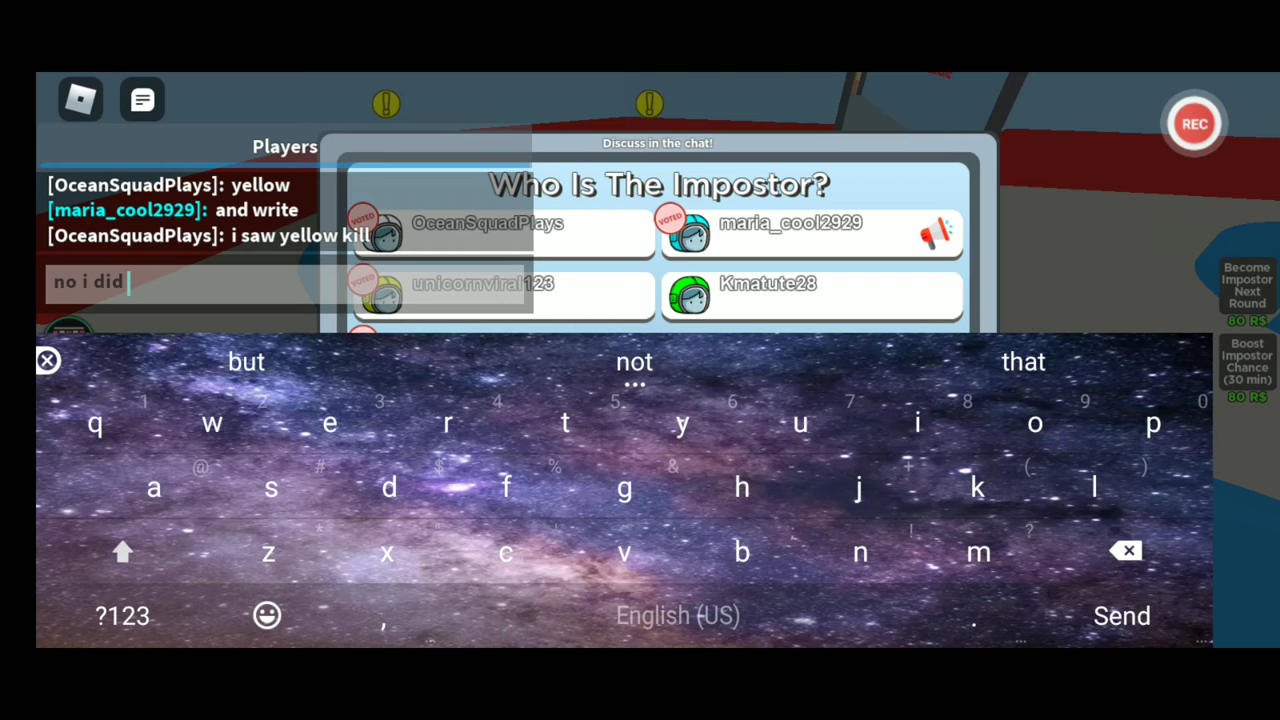 REC
Players
Discuss in the chat!
Who Is The Impostor?
[OceanSquadPlays]: yellow
[maria_cool2929]: and write
[OceanSquadPlays]: i saw yellow kill
no i did
VOTED OceanSquadPlays
VOTED maria_cool2929
VOTED unicornviral123
Kmatute28
Become
Impostor
Next
Round
80 R$
Boost
Impostor
Chance
(30 min)
80 R$
but not that
1 2 3 4 5 6 7 8 9 0
q w e r t y u i o p
@ # $ % & + ( )
a s d f g h j k l
* " ' : ; ! ?
z x c v b n m
?123 , English (US) . Send